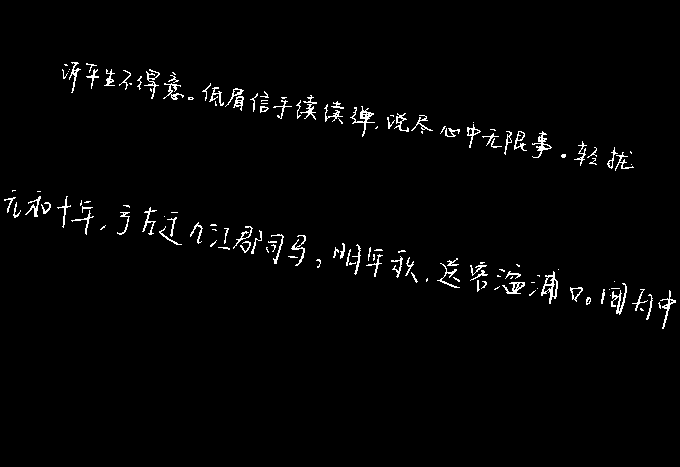 诉平生不得意。低眉信手续续弹,说尽心中无限事。轻拢
元和十年,予左迁九江郡司马,明年秋,送客湓浦口。闻舟中